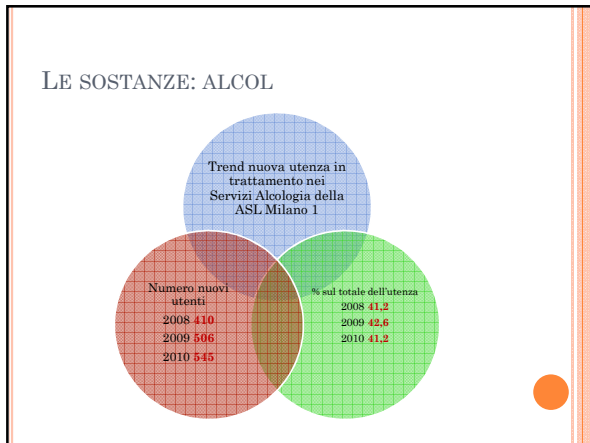 LE SOSTANZE: ALCOL
Trend nuova utenza in
trattamento nei
Servizi Alcologia della
ASL Milano 1
Numero nuovi
utenti
2008 410
2009 506
2010 545
% sul totale dell'utenza
2008 41,2
2009 42,6
2010 41,2